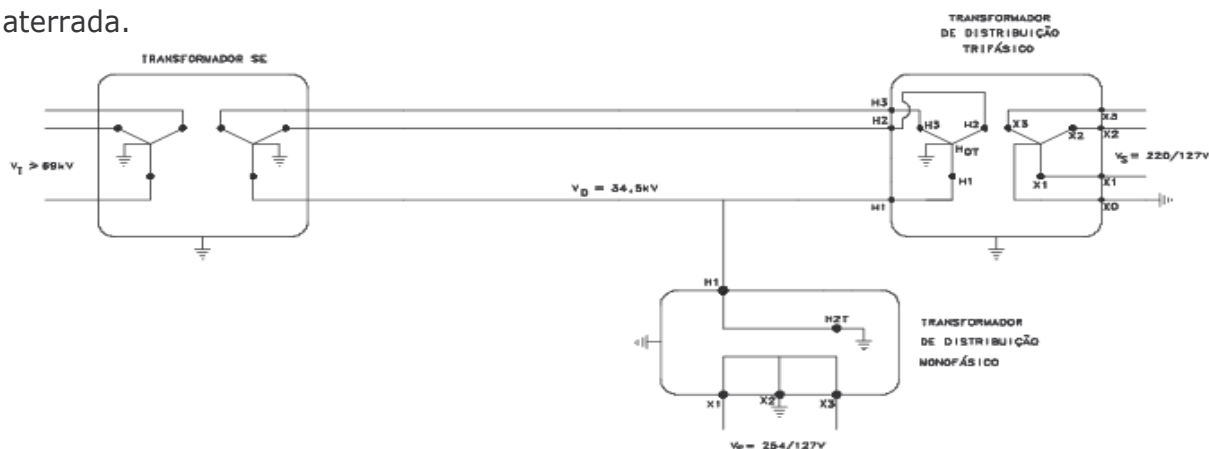 aterrada.
TRANSFORMADOR
DE DISTRIBUIÇÃO
TRIFÁSICO
TRANSFORMADOR SE
H3
H2
H3
H2
X3
X3
X2
X2
H0T
V_T > 69kV
V_S = 220/127V
H1
X1
X1
V_D = 34,5kV
H1
X0
H1
H2T
TRANSFORMADOR
DE DISTRIBUIÇÃO
MONOFÁSICO
X1
X2
X3
V_S = 254/127V